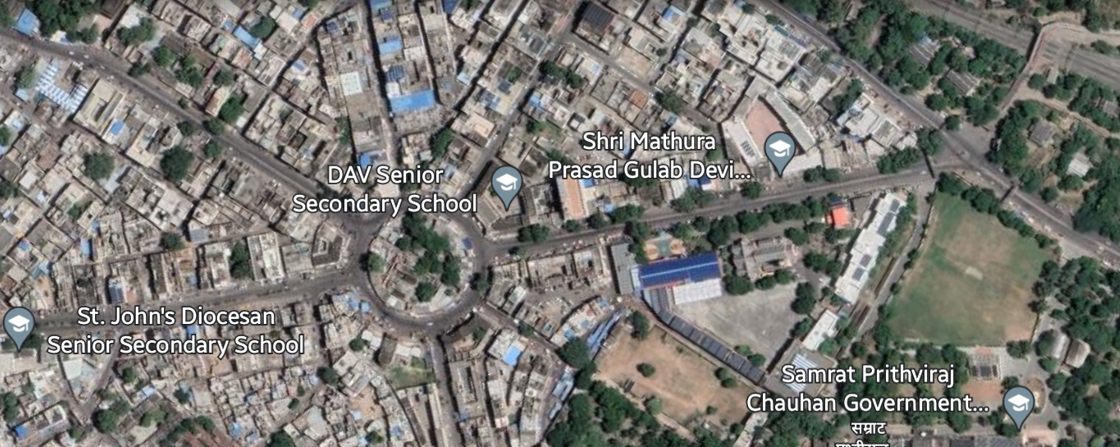 Shri Mathura
Prasad Gulab Devi...
DAV Senior
Secondary School
St. John's Diocesan
Senior Secondary School
Samrat Prithviraj
Chauhan Government...
सम्राट